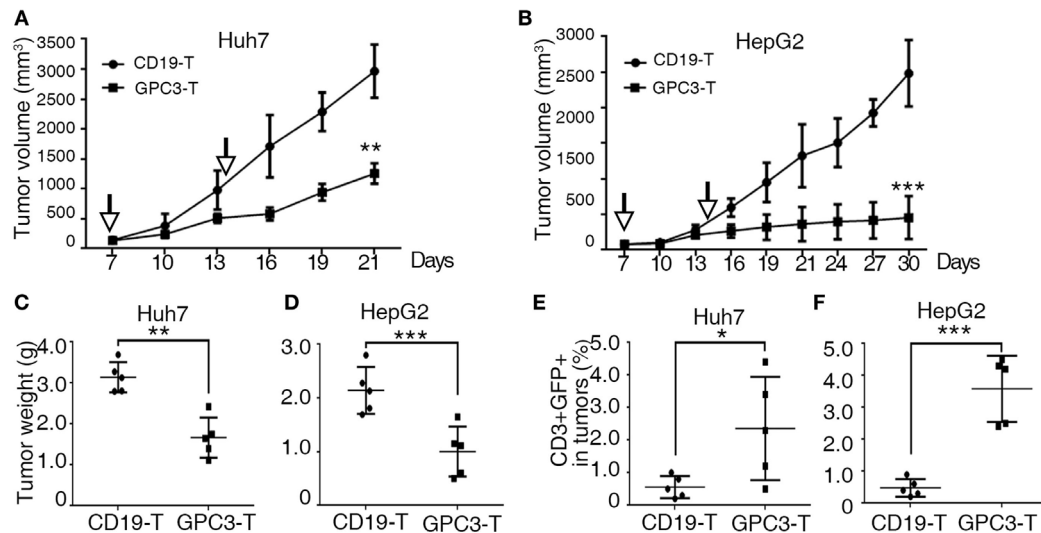 A
Huh7
Tumor volume (mm³)
3500
3000
2500
2000
1500
1000
500
0
CD19-T
GPC3-T
**
7 10 13 16 19 21 Days
B
HepG2
Tumor volume (mm³)
3000
2500
2000
1500
1000
500
0
CD19-T
GPC3-T
***
7 10 13 16 19 21 24 27 30 Days
C
Huh7
**
Tumor weight (g)
4.0
3.0
2.0
1.0
0
CD19-T GPC3-T
D
HepG2
***
3.0
2.0
1.0
0
CD19-T GPC3-T
E
Huh7
*
CD3+GFP+
in tumors (%)
5.0
4.0
3.0
2.0
1.0
0
CD19-T GPC3-T
F
HepG2
***
5.0
4.0
3.0
2.0
1.0
0
CD19-T GPC3-T